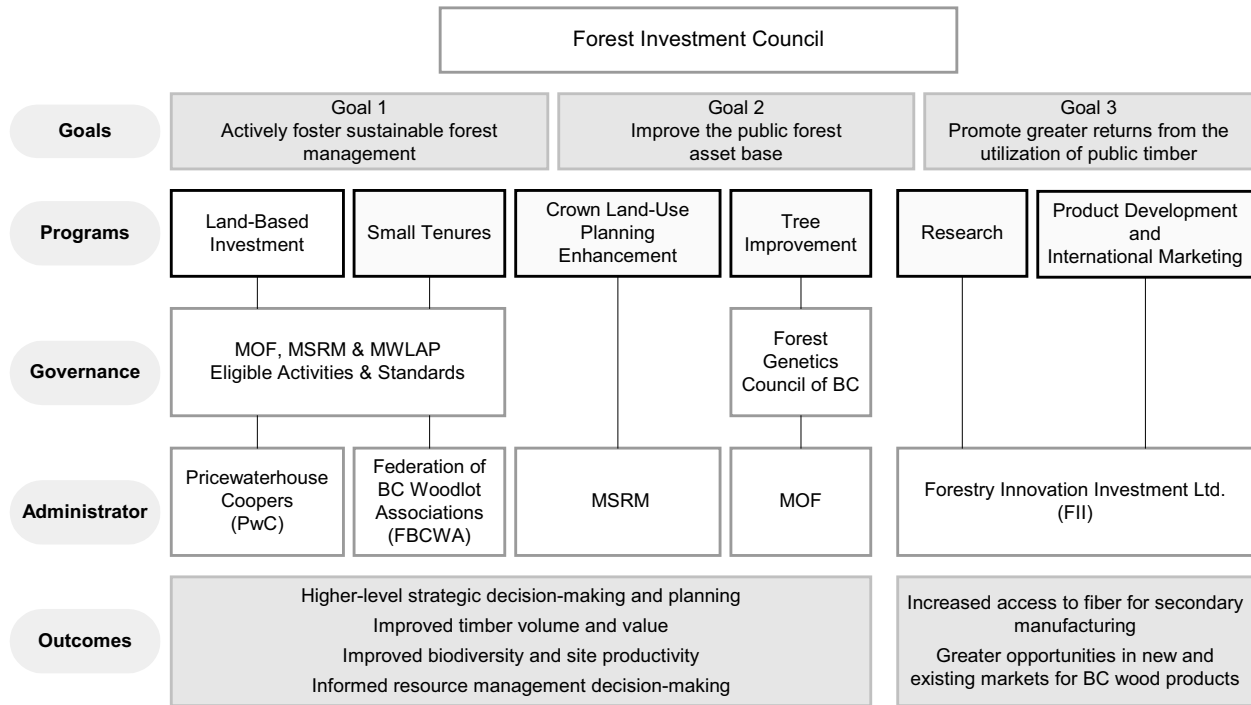 Forest Investment Council
Goals
Goal 1
Actively foster sustainable forest
management
Goal 2
Improve the public forest
asset base
Goal 3
Promote greater returns from the
utilization of public timber
Programs
Land-Based
Investment
Small Tenures
Crown Land-Use
Planning
Enhancement
Tree
Improvement
Research
Product Development
and
International Marketing
Governance
MOF, MSRM & MWLAP
Eligible Activities & Standards
Forest
Genetics
Council of BC
Administrator
Pricewaterhouse
Coopers
(PwC)
Federation of
BC Woodlot
Associations
(FBCWA)
MSRM
MOF
Forestry Innovation Investment Ltd.
(FII)
Outcomes
Higher-level strategic decision-making and planning
Improved timber volume and value
Improved biodiversity and site productivity
Informed resource management decision-making
Increased access to fiber for secondary
manufacturing
Greater opportunities in new and
existing markets for BC wood products